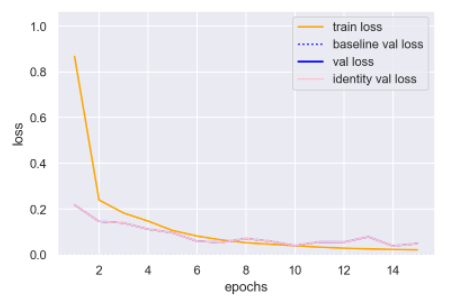 1.0
0.8
0.6
0.4
0.2
0.0
loss
train loss
baseline val loss
val loss
identity val loss
2 4 6 8 10 12 14
epochs